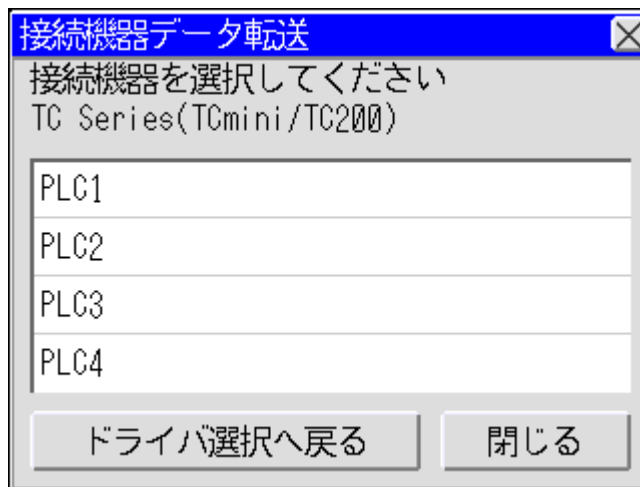 接続機器データ転送
接続機器を選択してください
TC Series(TCmini/TC200)
PLC1
PLC2
PLC3
PLC4
ドライバ選択へ戻る 閉じる